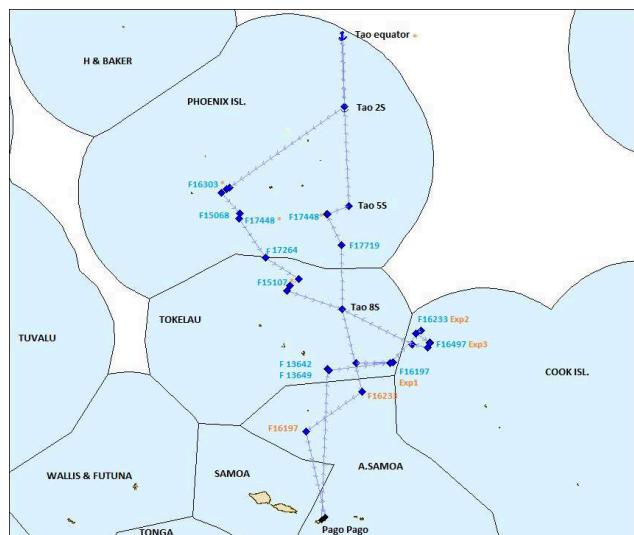 Tao equator *
H & BAKER
PHOENIX ISL.
Tao 2S
F16303 *
F15068
F17448 *
F17448 *
Tao 5S
F17719
F 17264
F15107 *
TOKELAU
Tao 8S
TUVALU
F16233 Exp2
F16497 Exp3
F 13642
F 13649
F16197
Exp1
COOK ISL.
F16233
F16197
A.SAMOA
WALLIS & FUTUNA
SAMOA
Pago Pago
TONGA